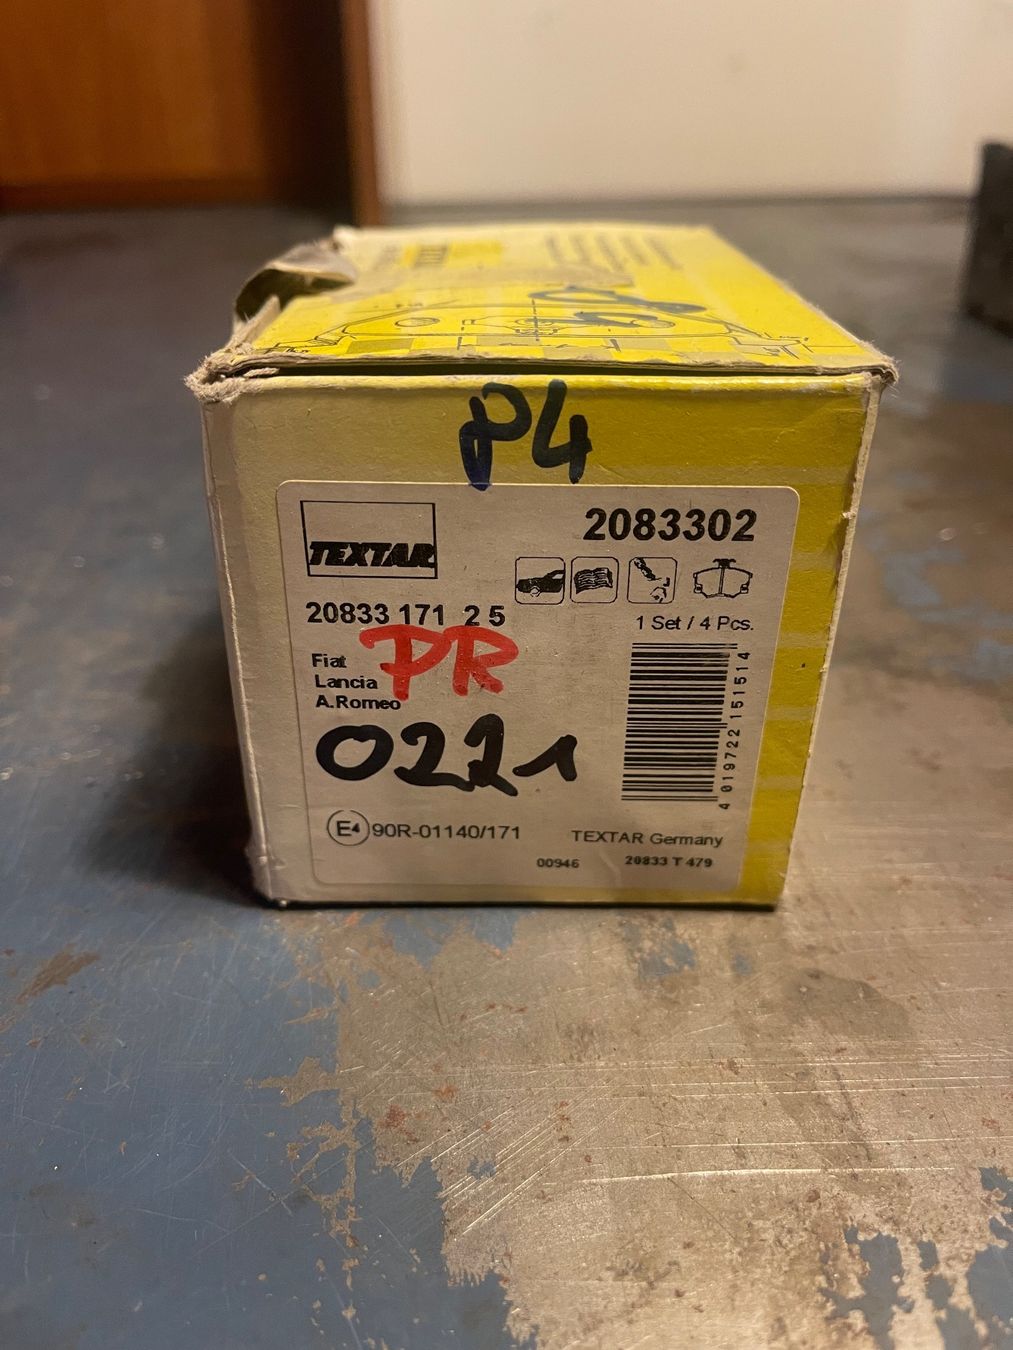 P4
TEXTAR
2083302
20833 171 2 5
1 Set / 4 Pcs.
PR
Fiat
Lancia
A.Romeo
0221
4 019722 151514
E4 90R-01140/171
TEXTAR Germany
00946
20833 T 479